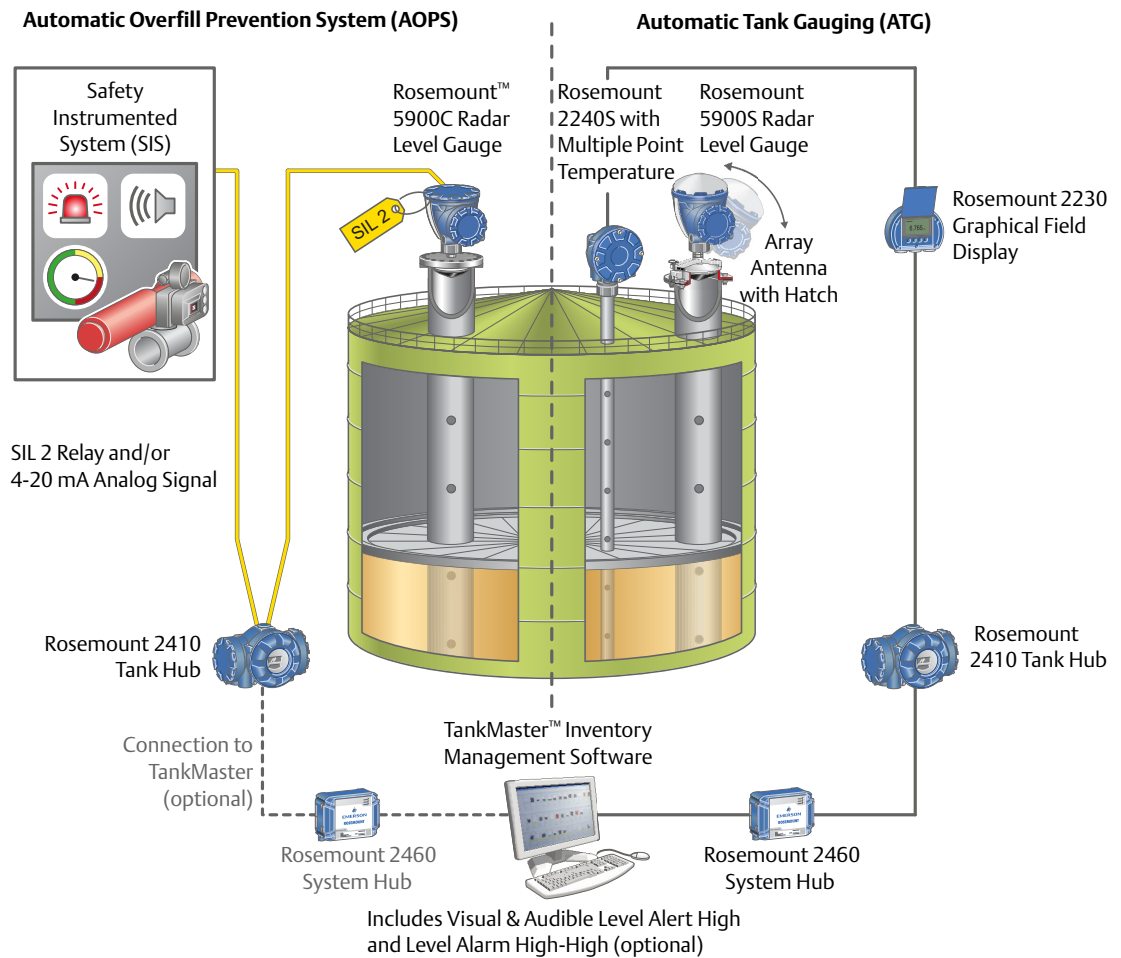 Automatic Overfill Prevention System (AOPS)
Automatic Tank Gauging (ATG)
Safety
Instrumented
System (SIS)
Rosemount™
5900C Radar
Level Gauge
Rosemount
2240S with
Multiple Point
Temperature
Rosemount
5900S Radar
Level Gauge
SIL 2
Array
Antenna
with Hatch
Rosemount 2230
Graphical Field
Display
SIL 2 Relay and/or
4-20 mA Analog Signal
Rosemount 2410
Tank Hub
Rosemount
2410 Tank Hub
Connection to
TankMaster
(optional)
TankMaster™ Inventory
Management Software
EMERSON
ROSEMOUNT
EMERSON
ROSEMOUNT
Rosemount 2460
System Hub
Rosemount 2460
System Hub
Includes Visual & Audible Level Alert High
and Level Alarm High-High (optional)